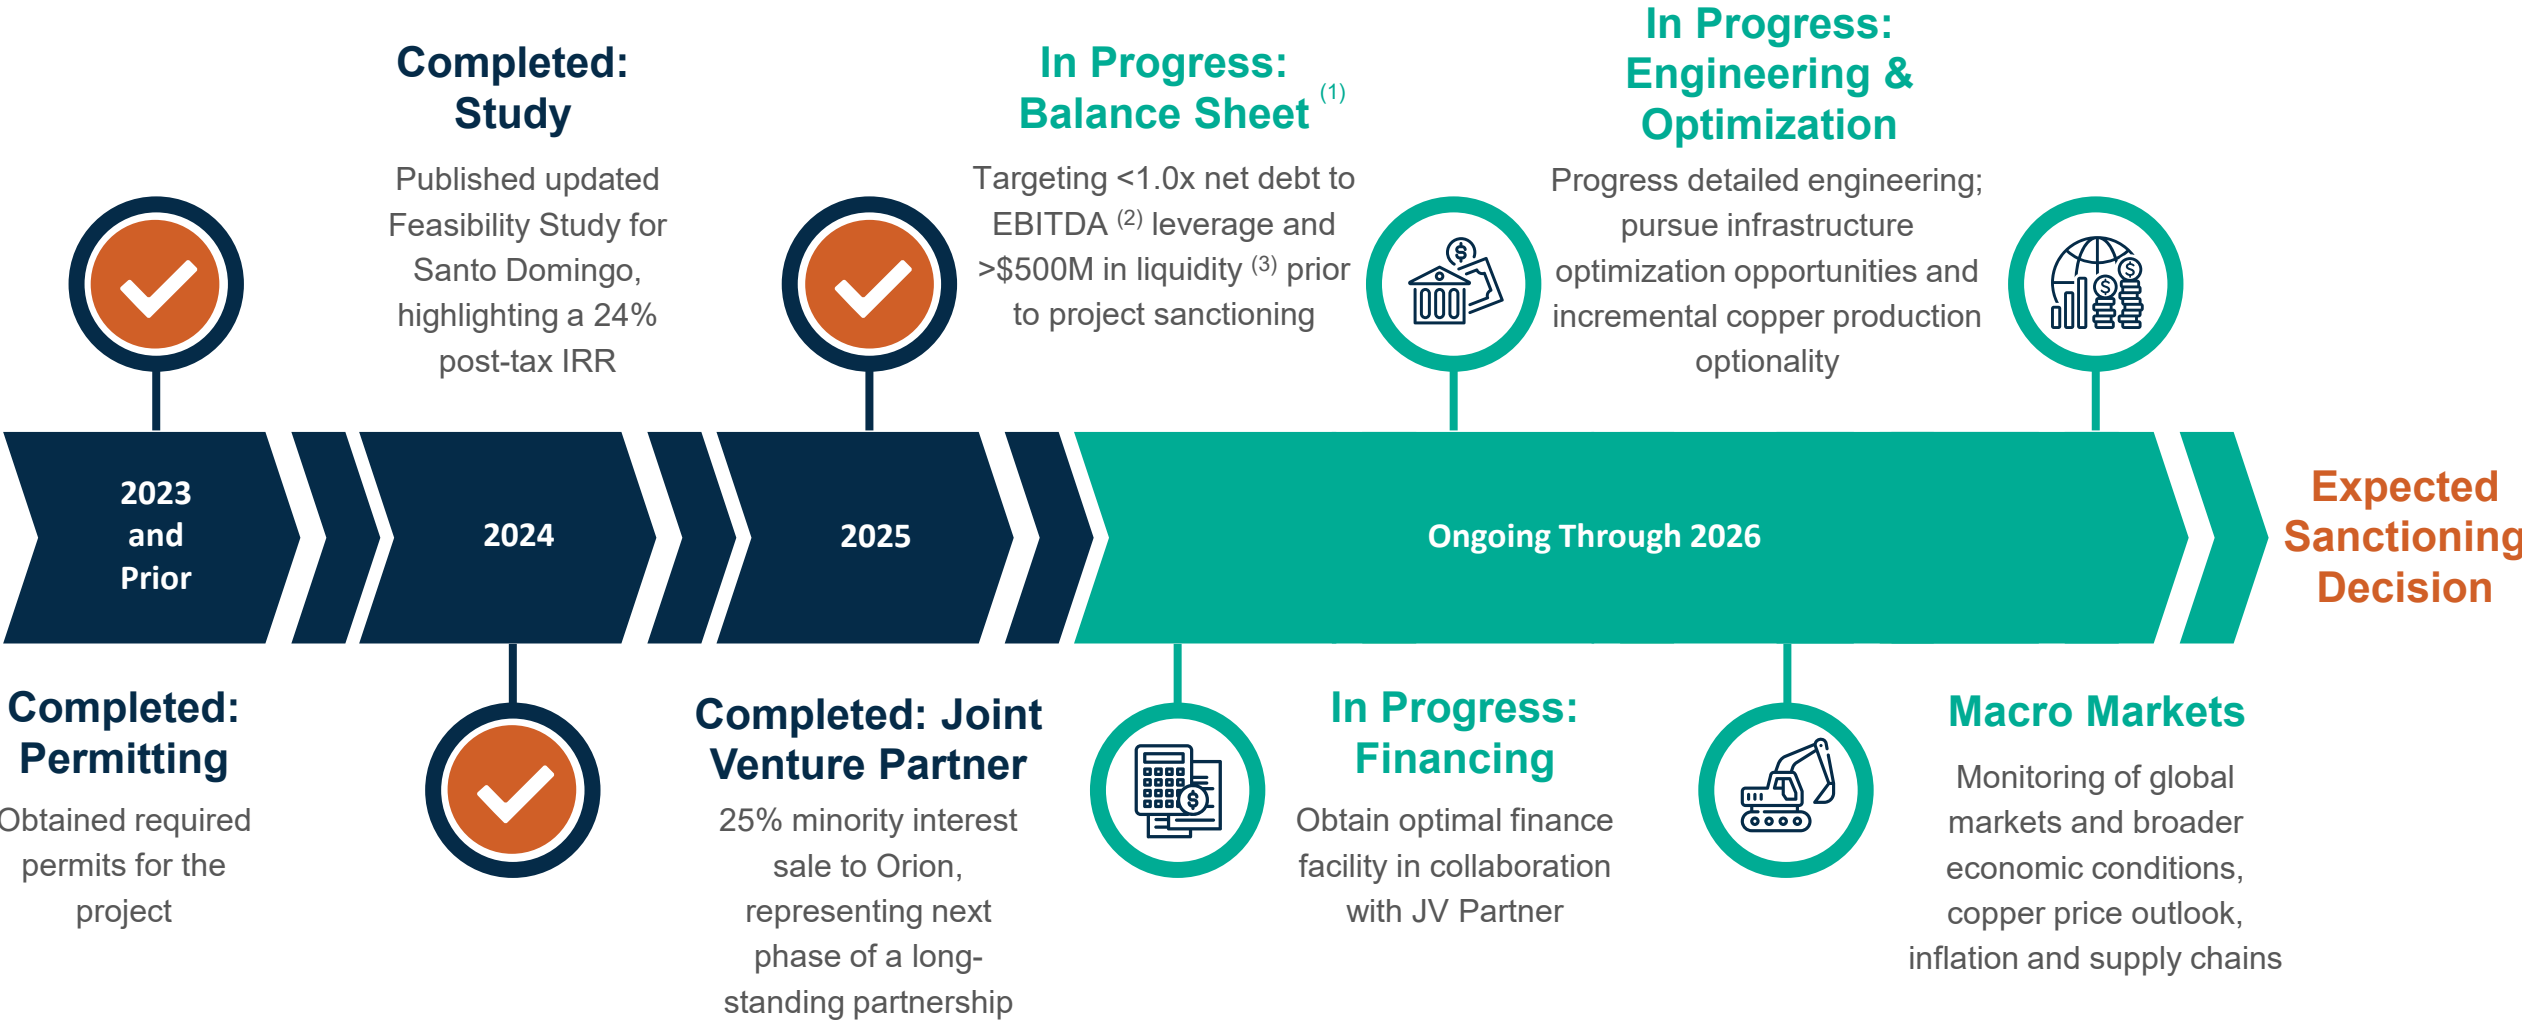 Completed:
Study
Published updated
Feasibility Study for
Santo Domingo,
highlighting a 24%
post-tax IRR
In Progress:
Balance Sheet (1)
Targeting <1.0x net debt to
EBITDA (2) leverage and
>$500M in liquidity (3) prior
to project sanctioning
In Progress:
Engineering &
Optimization
Progress detailed engineering;
pursue infrastructure
optimization opportunities and
incremental copper production
optionality
2023
and
Prior
2024
2025
Ongoing Through 2026
Expected
Sanctioning
Decision
Completed:
Permitting
Obtained required
permits for the
project
Completed: Joint
Venture Partner
25% minority interest
sale to Orion,
representing next
phase of a long-
standing partnership
In Progress:
Financing
Obtain optimal finance
facility in collaboration
with JV Partner
Macro Markets
Monitoring of global
markets and broader
economic conditions,
copper price outlook,
inflation and supply chains